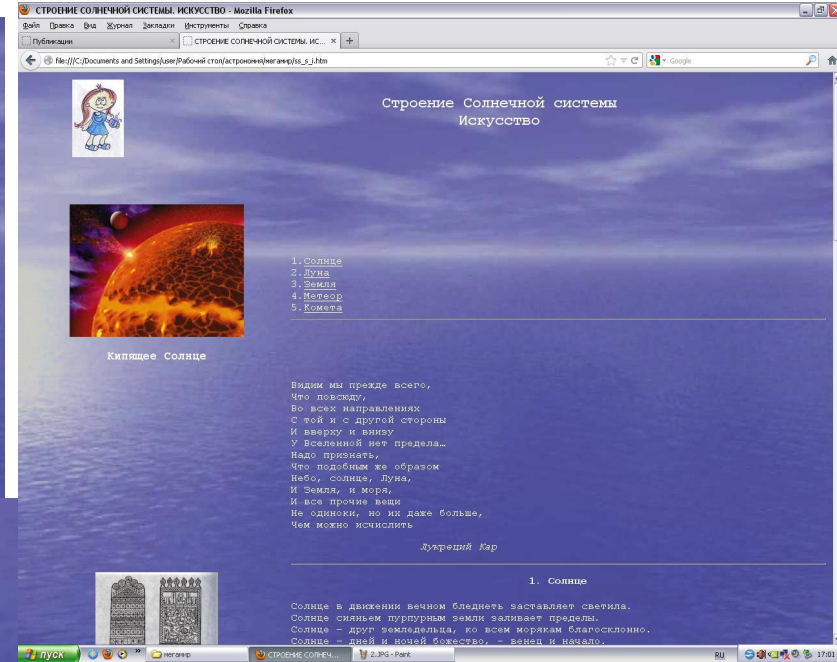 СТРОЕНИЕ СОЛНЕЧНОЙ СИСТЕМЫ. ИСКУССТВО - Mozilla Firefox
Файл Правка Вид Журнал Закладки Инструменты Справка
Публикации
СТРОЕНИЕ СОЛНЕЧНОЙ СИСТЕМЫ. ИС...
file:///C:/Documents and Settings/user/Рабочий стол/астрономия/мегамир/ss_s_i.htm
Google
Строение Солнечной системы
Искусство
1.Солнце
2.Луна
3.Земля
4.Метеор
5.Комета
Кипящее Солнце
Видим мы прежде всего,
Что повсюду,
Во всех направлениях
С той и с другой стороны
И вверху и внизу
У Вселенной нет предела…
Надо признать,
Что подобным же образом
Небо, солнце, Луна,
И Земля, и моря,
И все прочие вещи
Не одиноки, но их даже больше,
Чем можно исчислить
Лукреций Кар
1. Солнце
Солнце в движении вечном бледнеть заставляет светила.
Солнце сияньем пурпурным земли заливает пределы.
Солнце – друг земледельца, ко всем морякам благосклонно.
Солнце – дней и ночей божество, – венец и начало.
пуск
мегамир
СТРОЕНИЕ СОЛНЕЧ...
2.JPG - Paint
RU
17:01